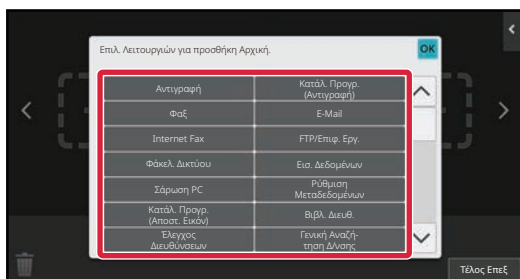 Επιλ. Λειτουργιών για προσθήκη Αρχική.
OK
Αντιγραφή
Κατάλ. Προγρ.
(Αντιγραφή)
Φαξ
E-Mail
Internet Fax
FTP/Επιφ. Εργ.
Φάκελ. Δικτύου
Εισ. Δεδομένων
Σάρωση PC
Ρύθμιση
Μεταδεδομένων
Κατάλ. Προγρ.
(Αποστ. Εικόν)
Βιβλ. Διευθ.
Έλεγχος
Διευθύνσεων
Γενική Αναζή-
τηση Δ/νσης
Τέλος Επεξ